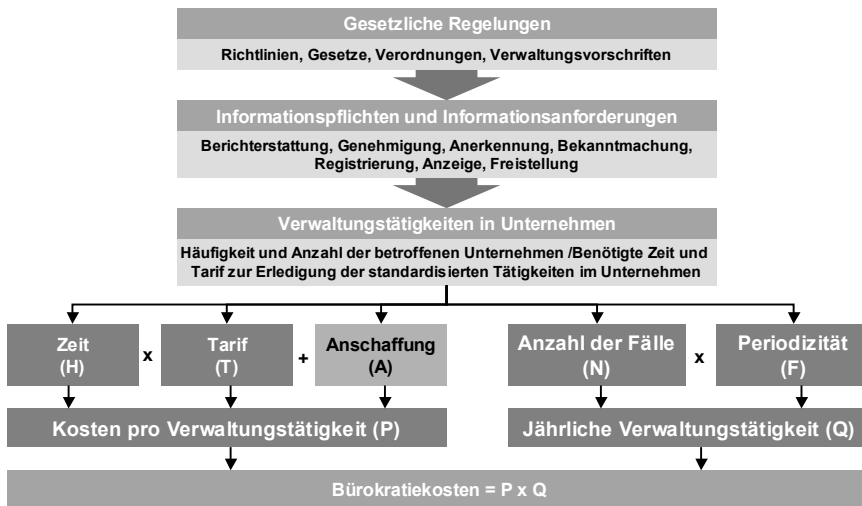 Gesetzliche Regelungen
Richtlinien, Gesetze, Verordnungen, Verwaltungsvorschriften
Informationspflichten und Informationsanforderungen
Berichterstattung, Genehmigung, Anerkennung, Bekanntmachung,
Registrierung, Anzeige, Freistellung
Verwaltungstätigkeiten in Unternehmen
Häufigkeit und Anzahl der betroffenen Unternehmen /Benötigte Zeit und
Tarif zur Erledigung der standardisierten Tätigkeiten im Unternehmen
Zeit
(H)
x
Tarif
(T)
+
Anschaffung
(A)
Anzahl der Fälle
(N)
x
Periodizität
(F)
Kosten pro Verwaltungstätigkeit (P)
Jährliche Verwaltungstätigkeit (Q)
Bürokratiekosten = P x Q